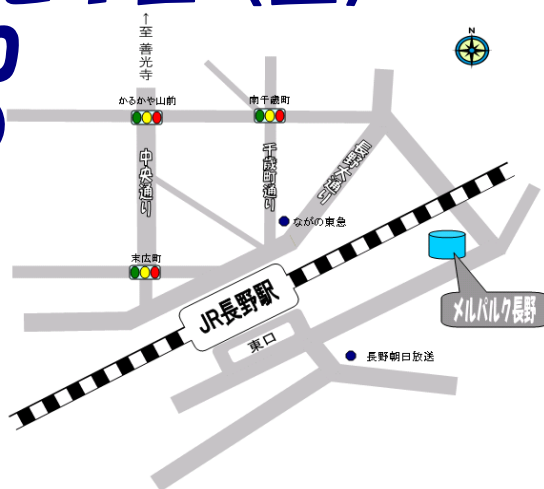 N
↑至 善光寺
かるかや山前
南千歳町
中央通り
千歳町通り
長野大通り
ながの東急
末広町
JR長野駅
東口
メルパルク長野
長野朝日放送